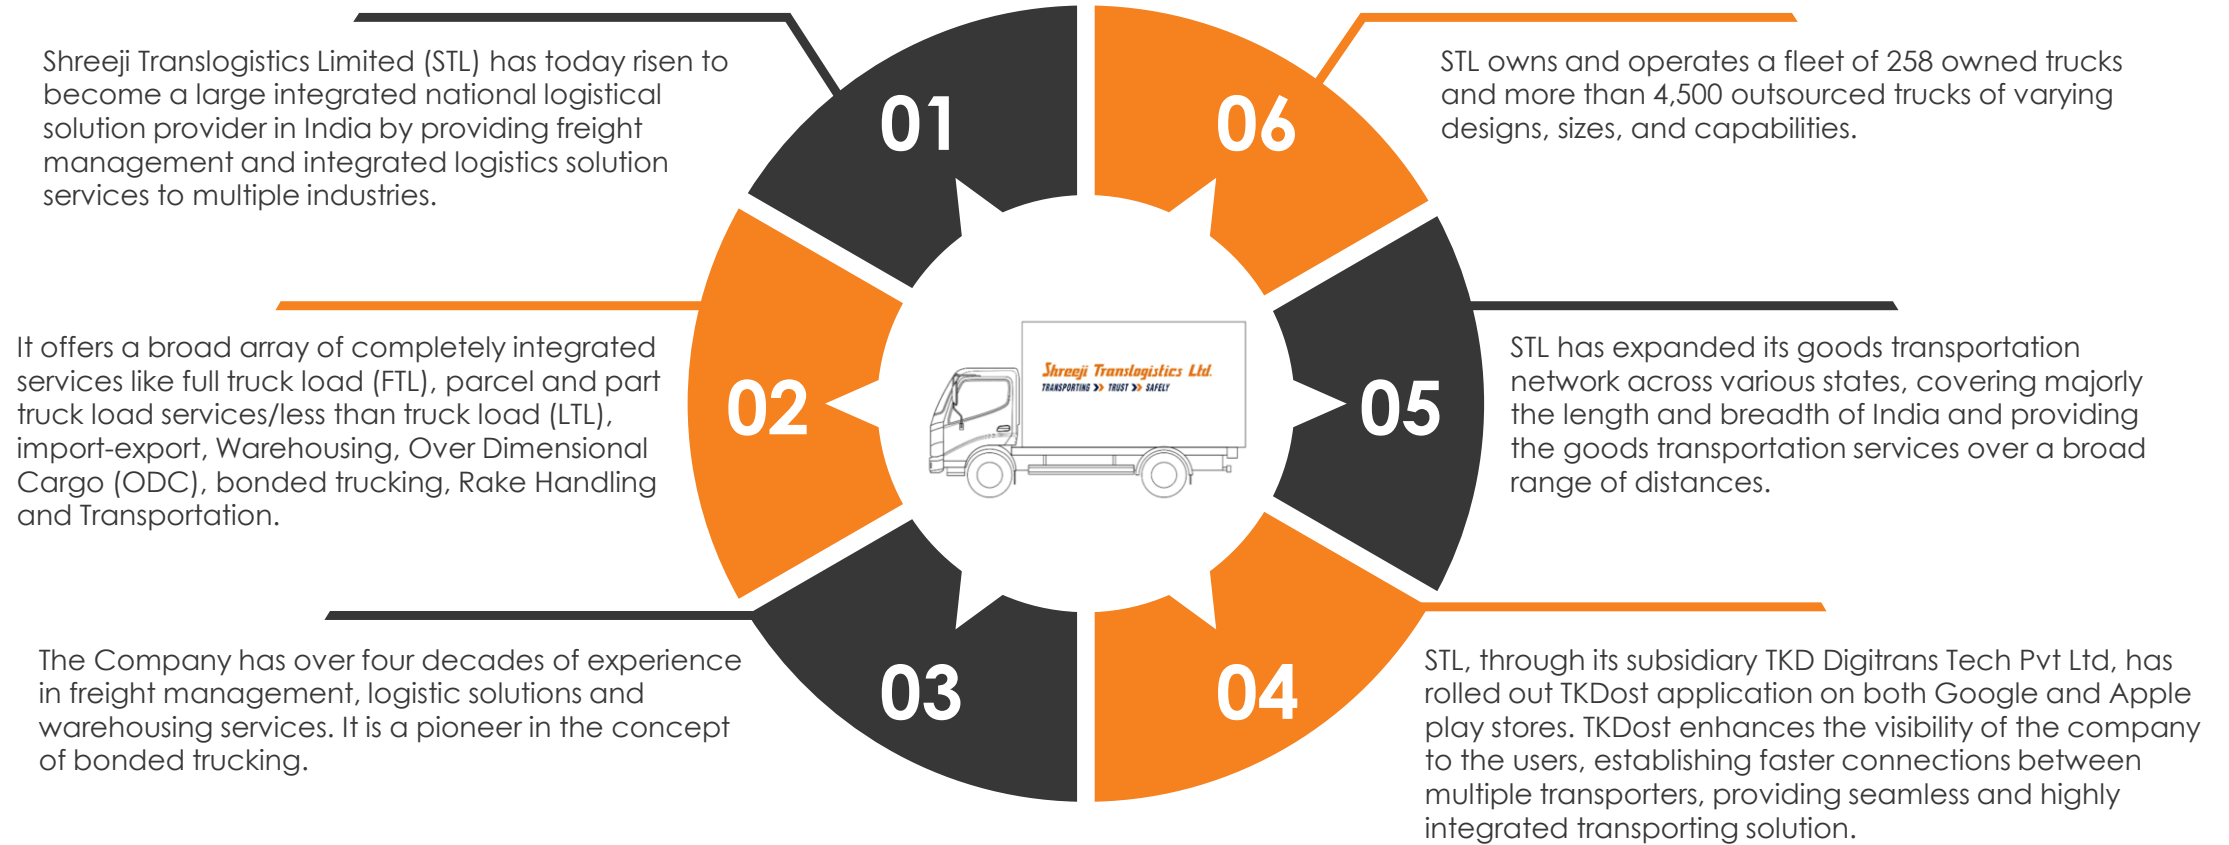 01
Shreeji Translogistics Limited (STL) has today risen to
become a large integrated national logistical
solution provider in India by providing freight
management and integrated logistics solution
services to multiple industries.
02
It offers a broad array of completely integrated
services like full truck load (FTL), parcel and part
truck load services/less than truck load (LTL),
import-export, Warehousing, Over Dimensional
Cargo (ODC), bonded trucking, Rake Handling
and Transportation.
03
The Company has over four decades of experience
in freight management, logistic solutions and
warehousing services. It is a pioneer in the concept
of bonded trucking.
Shreeji Translogistics Ltd.
TRANSPORTING >> TRUST >> SAFELY
04
STL, through its subsidiary TKD Digitrans Tech Pvt Ltd, has
rolled out TKDost application on both Google and Apple
play stores. TKDost enhances the visibility of the company
to the users, establishing faster connections between
multiple transporters, providing seamless and highly
integrated transporting solution.
05
STL has expanded its goods transportation
network across various states, covering majorly
the length and breadth of India and providing
the goods transportation services over a broad
range of distances.
06
STL owns and operates a fleet of 258 owned trucks
and more than 4,500 outsourced trucks of varying
designs, sizes, and capabilities.